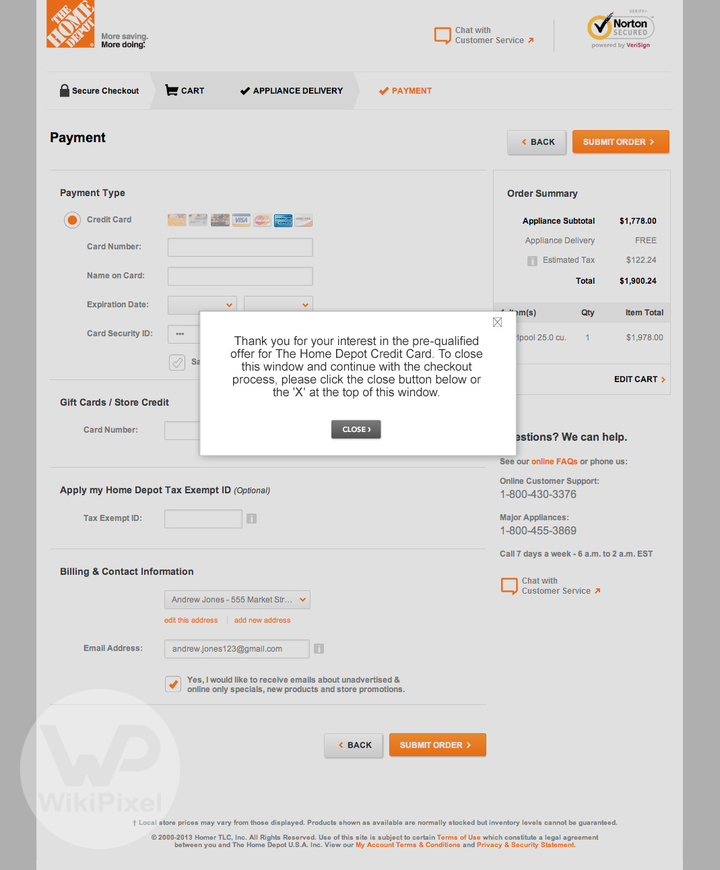 THE HOME DEPOT
More saving.
More doing.
Chat with
Customer Service
Norton
SECURED
powered by VeriSign
Secure Checkout
CART
APPLIANCE DELIVERY
PAYMENT
Payment
BACK
SUBMIT ORDER
Payment Type
Credit Card
VISA
Card Number:
Name on Card:
Expiration Date:
Card Security ID:
Sa
Gift Cards / Store Credit
Card Number:
Thank you for your interest in the pre-qualified
offer for The Home Depot Credit Card. To close
this window and continue with the checkout
process, please click the close button below or
the 'X' at the top of this window.
CLOSE
Order Summary
Appliance Subtotal $1,778.00
Appliance Delivery FREE
Estimated Tax $122.24
Total $1,900.24
Item(s) Qty Item Total
lpool 25.0 cu. 1 $1,978.00
EDIT CART
estions? We can help.
See our online FAQs or phone us:
Online Customer Support:
1-800-430-3376
Major Appliances:
1-800-455-3869
Call 7 days a week - 6 a.m. to 2 a.m. EST
Chat with
Customer Service
Apply my Home Depot Tax Exempt ID (Optional)
Tax Exempt ID:
Billing & Contact Information
Andrew Jones - 555 Market Str...
edit this address
add new address
Email Address:
andrew.jones123@gmail.com
Yes, I would like to receive emails about unadvertised &
online only specials, new products and store promotions.
BACK
SUBMIT ORDER
WikiPixel
† Local store prices may vary from those displayed. Products shown as available are normally stocked but inventory levels cannot be guaranteed.
© 2000-2013 Homer TLC, Inc. All Rights Reserved. Use of this site is subject to certain Terms of Use which constitute a legal agreement
between you and The Home Depot U.S.A. Inc. View our My Account Terms & Conditions and Privacy & Security Statement.